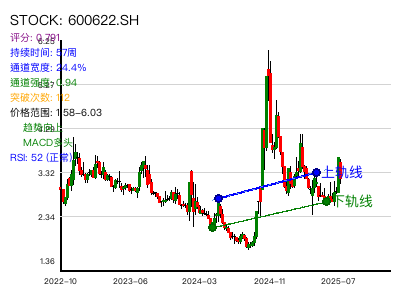 STOCK: 600622.SH
评分: 0.791
持续时间: 57周
通道宽度: 24.4%
通道强度: 0.94
突破次数:
价格范围: 1.58–6.03
趋势向上
MACD多头
RSI: 52 (正常)
3.32
2.34
1.36
上轨线
下轨线
2022–10
2023–06
2024–03
2024–11
2025–07